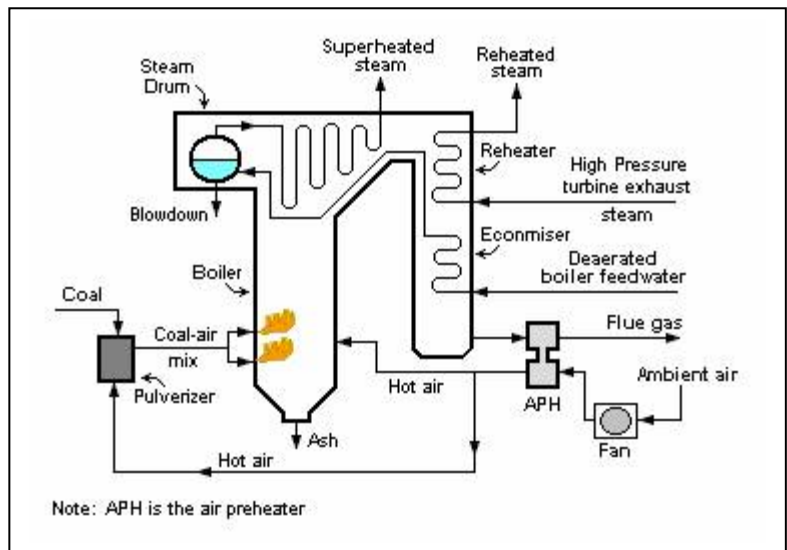 Superheated
steam
Reheated
steam
Steam
Drum
Reheater
High Pressure
turbine exhaust
steam
Blowdown
Econmiser
Boiler
Deaerated
boiler feedwater
Coal
Coal-air
mix
Flue gas
Pulverizer
Hot air
APH
Ambient air
Ash
Fan
Hot air
Note: APH is the air preheater